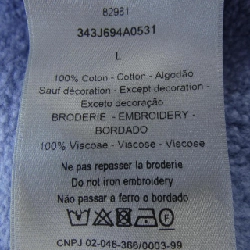 82981
343J694A0531
L
100% Coton - Cotton - Algodão
Sauf décoration - Except decoration -
Exceto decoração
BRODERIE - EMBROIDERY -
BORDADO
100% Viscose - Viscose - Viscose
Ne pas repasser la broderie
Do not iron embroidery
Não passar a ferro o bordado
CNPJ 02-048-366/0003-99